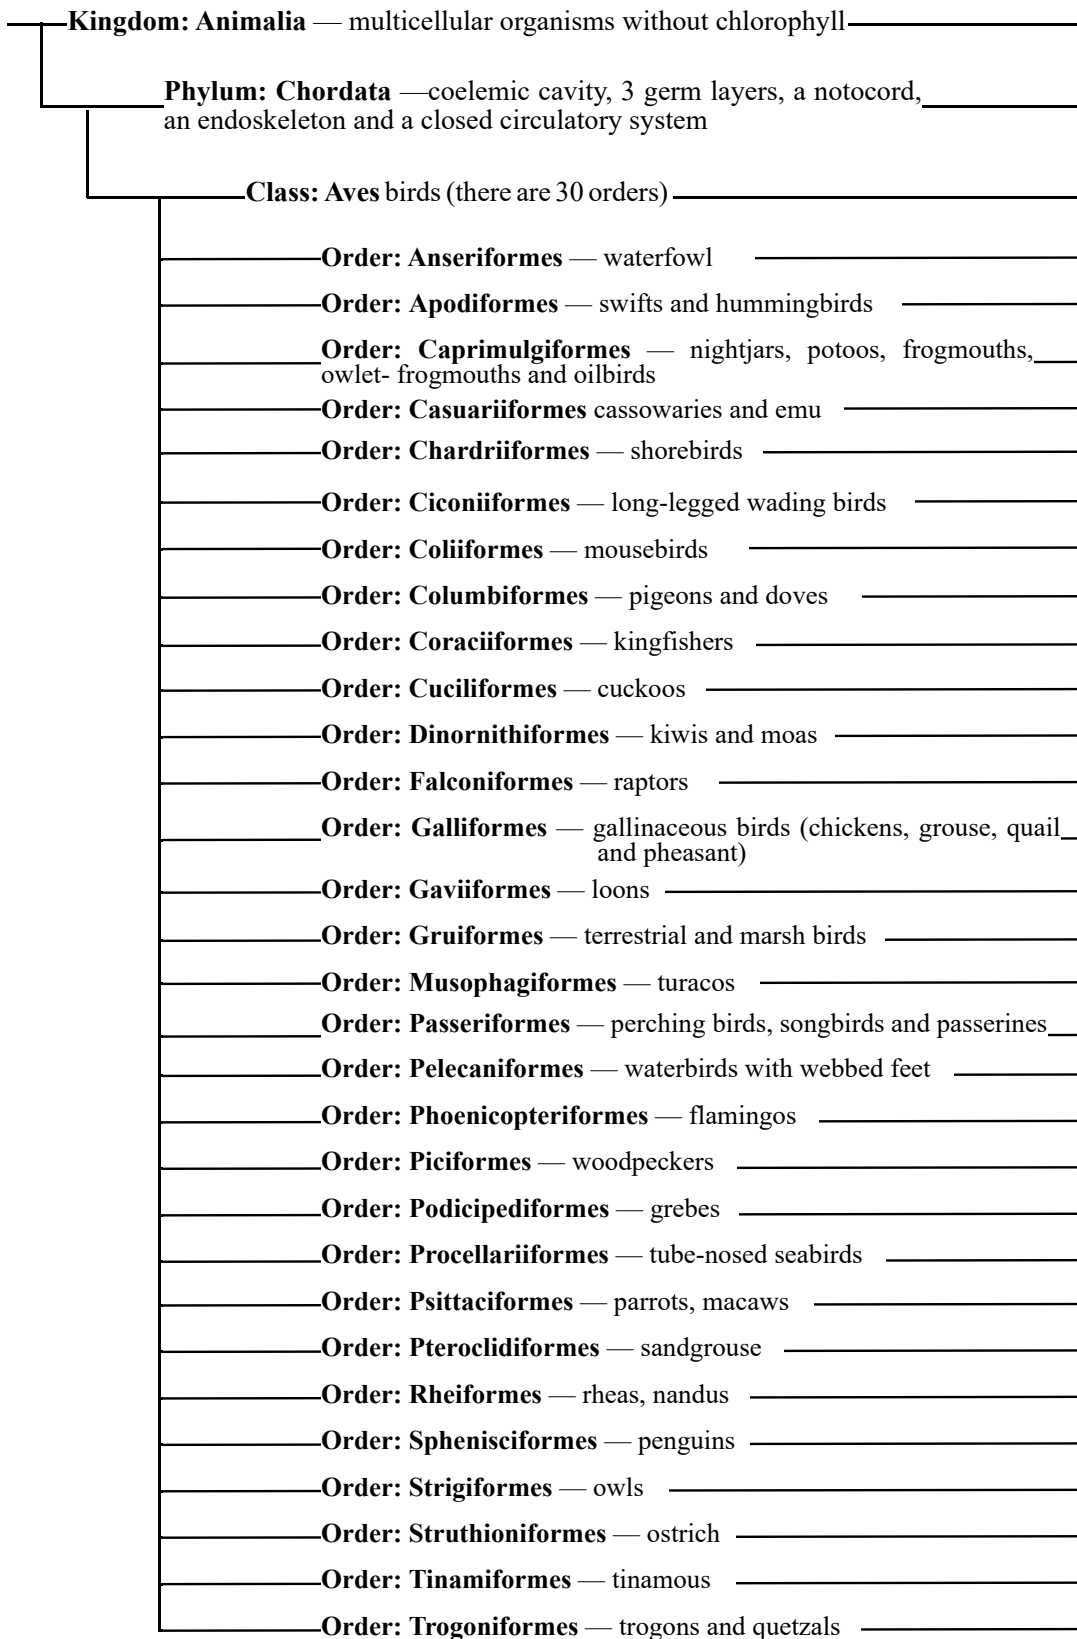 Kingdom: Animalia — multicellular organisms without chlorophyll
Phylum: Chordata —coelemic cavity, 3 germ layers, a notocord,
an endoskeleton and a closed circulatory system
Class: Aves birds (there are 30 orders)
Order: Anseriformes — waterfowl
Order: Apodiformes — swifts and hummingbirds
Order: Caprimulgiformes — nightjars, potoos, frogmouths,
owlet- frogmouths and oilbirds
Order: Casuariiformes cassowaries and emu
Order: Chardriiformes — shorebirds
Order: Ciconiiformes — long-legged wading birds
Order: Coliiformes — mousebirds
Order: Columbiformes — pigeons and doves
Order: Coraciiformes — kingfishers
Order: Cuciliformes — cuckoos
Order: Dinornithiformes — kiwis and moas
Order: Falconiformes — raptors
Order: Galliformes — gallinaceous birds (chickens, grouse, quail
and pheasant)
Order: Gaviiformes — loons
Order: Gruiformes — terrestrial and marsh birds
Order: Musophagiformes — turacos
Order: Passeriformes — perching birds, songbirds and passerines
Order: Pelecaniformes — waterbirds with webbed feet
Order: Phoenicopteriformes — flamingos
Order: Piciformes — woodpeckers
Order: Podicipediformes — grebes
Order: Procellariiformes — tube-nosed seabirds
Order: Psittaciformes — parrots, macaws
Order: Pteroclidiformes — sandgrouse
Order: Rheiformes — rheas, nandus
Order: Sphenisciformes — penguins
Order: Strigiformes — owls
Order: Struthioniformes — ostrich
Order: Tinamiformes — tinamous
Order: Trogoniformes — trogons and quetzals